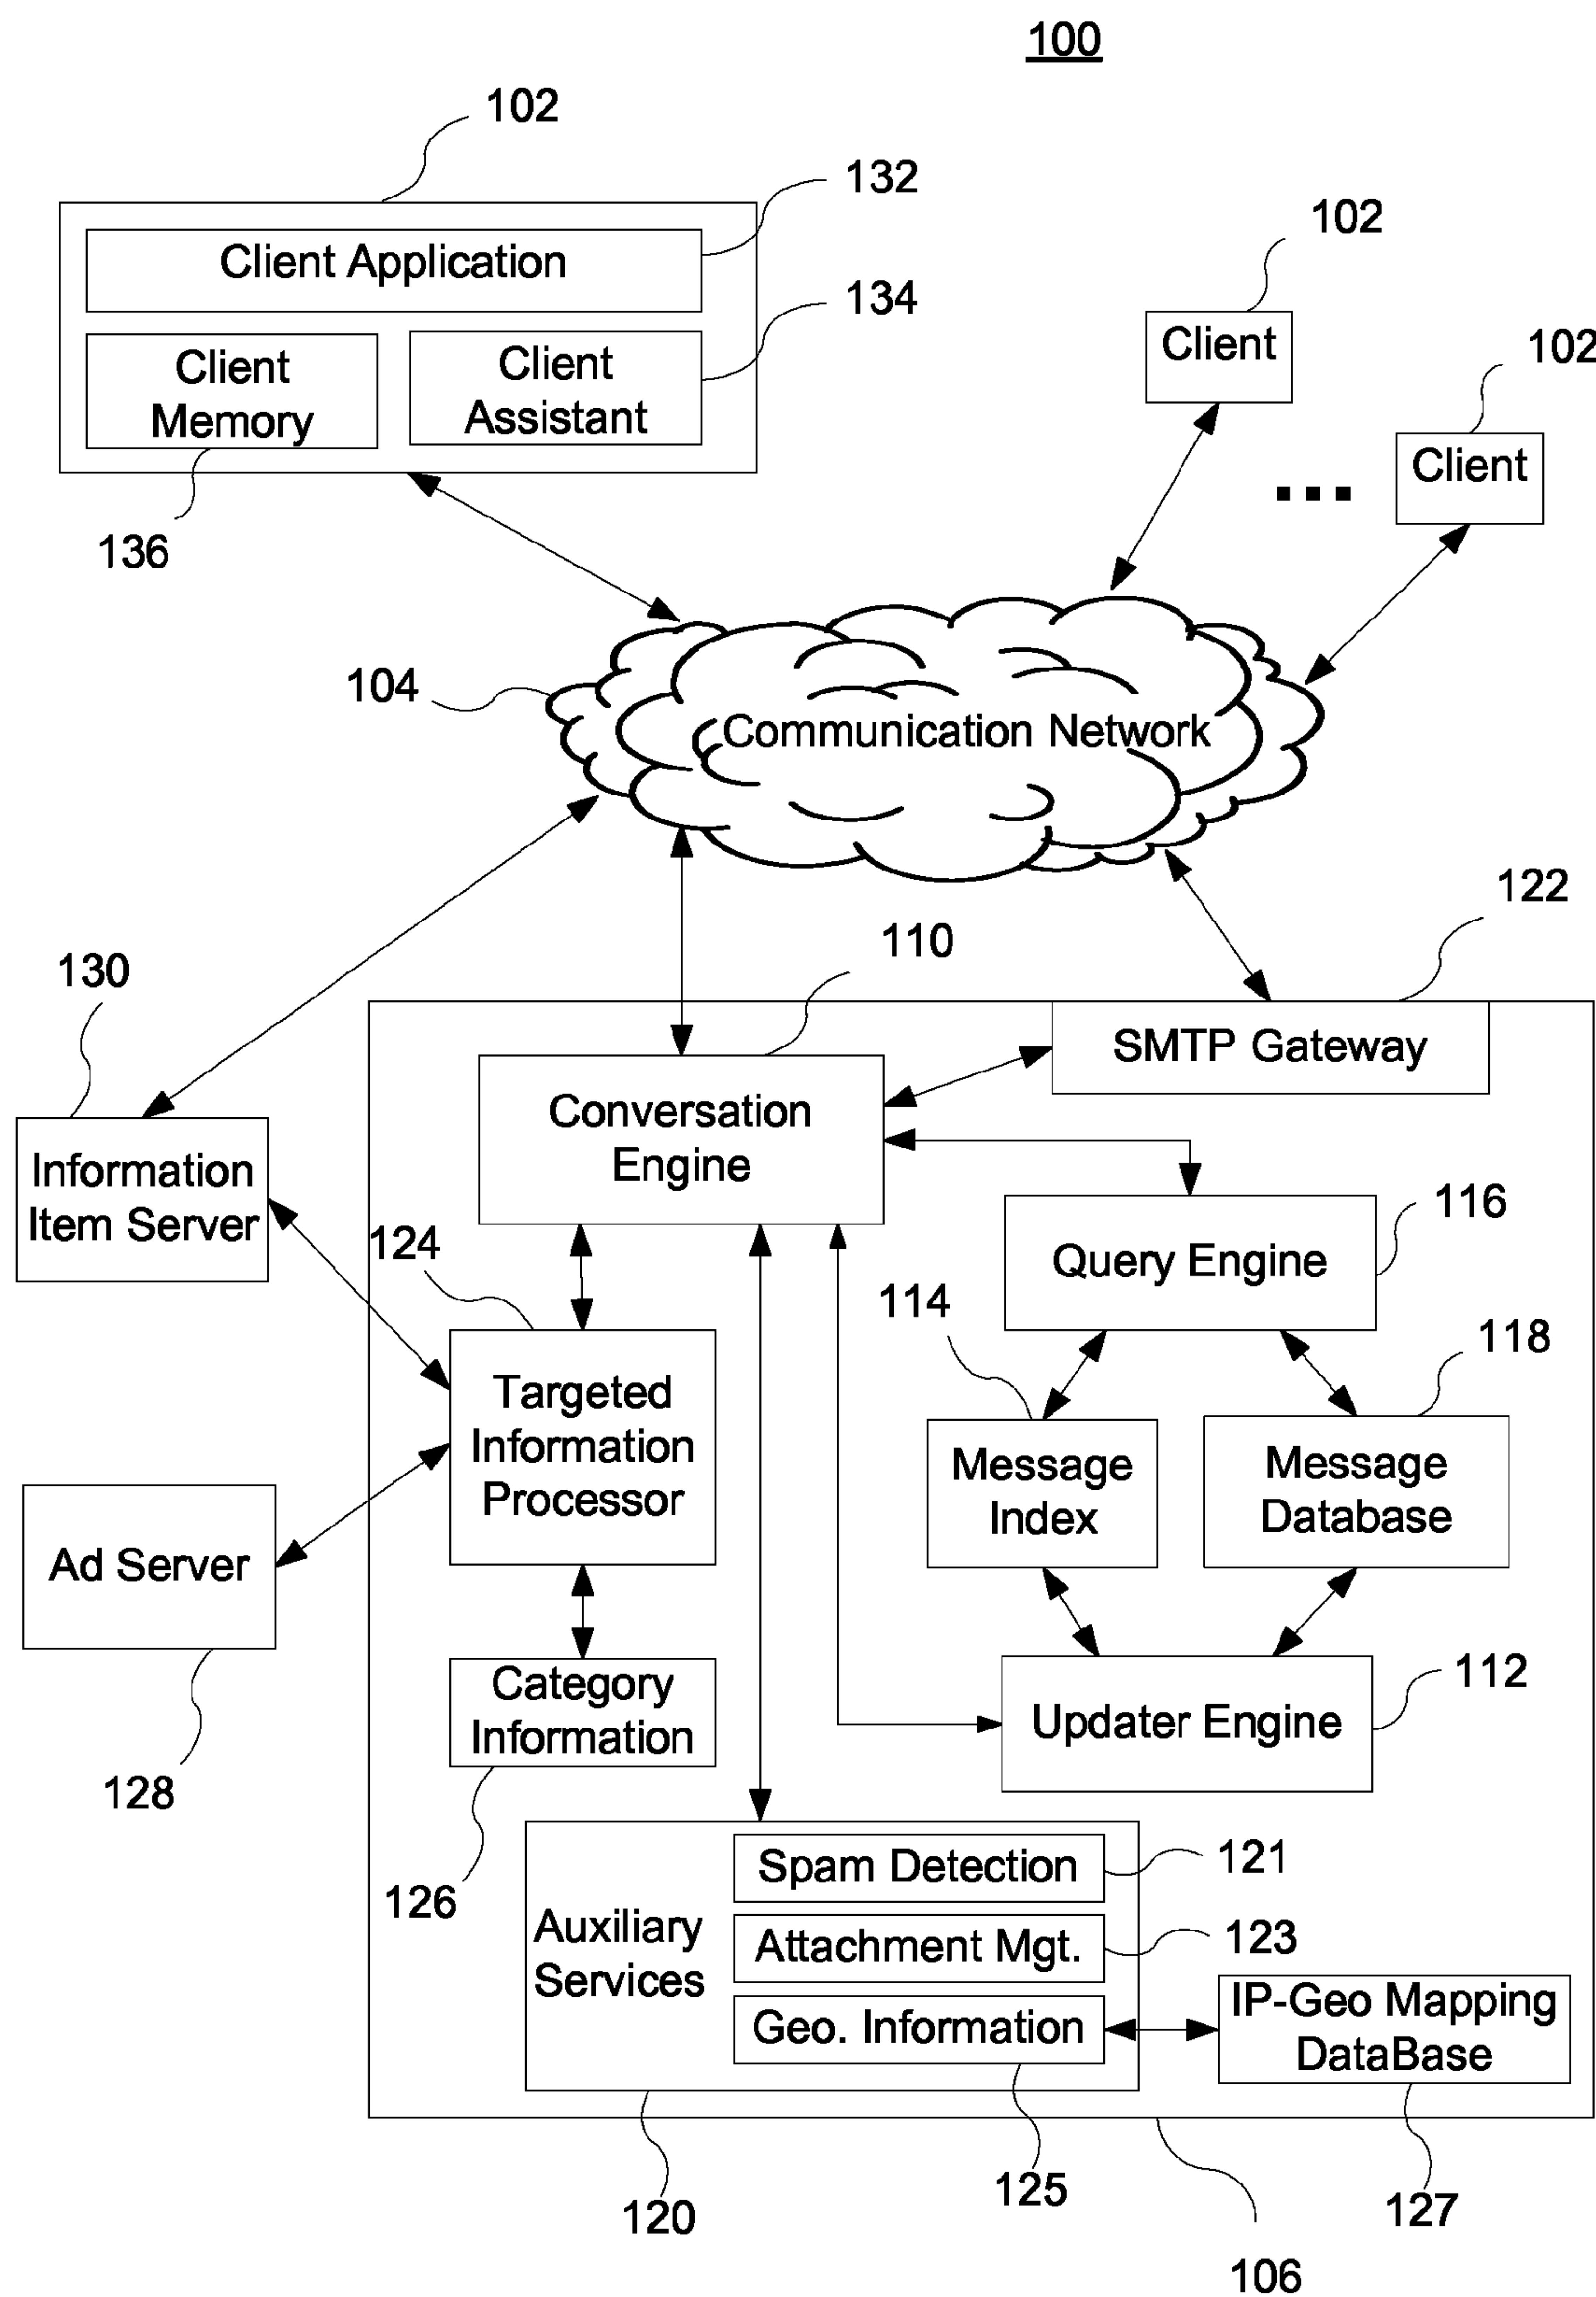 100
102
132
Client Application
134
Client
Memory
Client
Assistant
136
102
Client
102
Client
104
Communication Network
122
110
130
SMTP Gateway
Conversation
Engine
Information
Item Server
116
124
Query Engine
114
118
Targeted
Information
Processor
Message
Index
Message
Database
Ad Server
128
Category
Information
112
Updater Engine
126
Auxiliary
Services
Spam Detection
121
Attachment Mgt.
123
Geo. Information
IP-Geo Mapping
DataBase
125
120
127
106